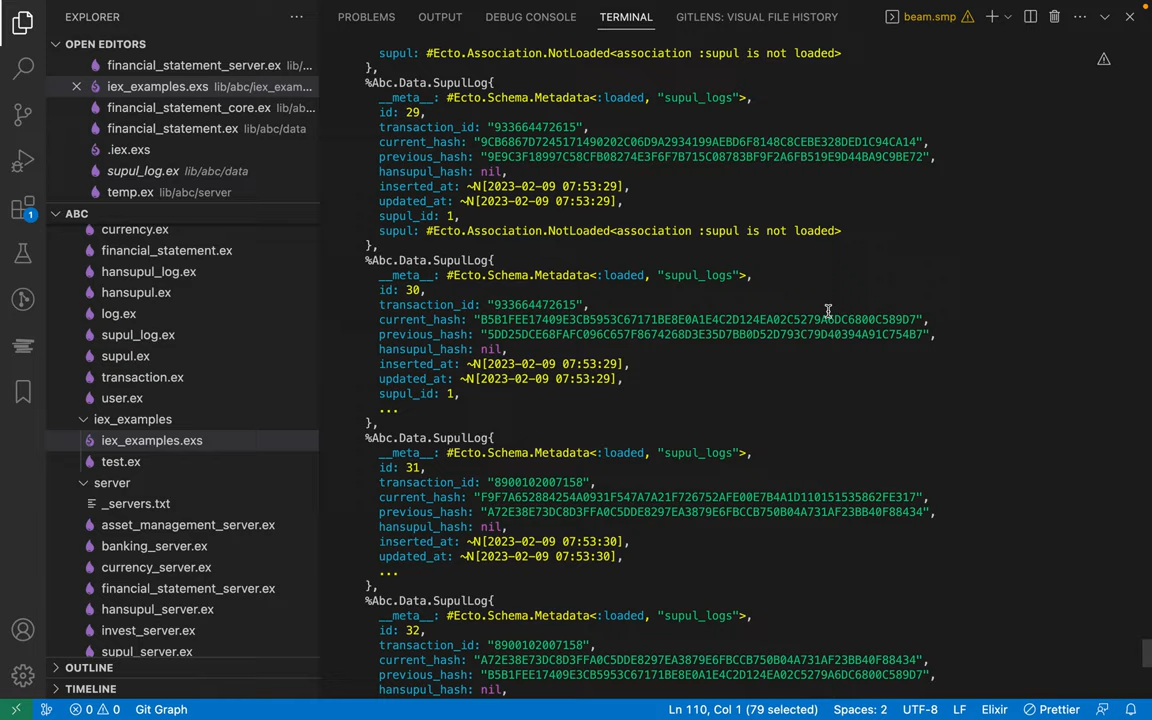 EXPLORER
OPEN EDITORS
financial_statement_server.ex lib/...
iex_examples.exs lib/abc/iex_exam...
financial_statement_core.ex lib/ab...
financial_statement.ex lib/abc/data
.iex.exs
supul_log.ex lib/abc/data
temp.ex lib/abc/server
1
ABC
currency.ex
financial_statement.ex
hansupul_log.ex
hansupul.ex
log.ex
supul_log.ex
supul.ex
transaction.ex
user.ex
iex_examples
iex_examples.exs
test.ex
server
_servers.txt
asset_management_server.ex
banking_server.ex
currency_server.ex
financial_statement_server.ex
hansupul_server.ex
invest_server.ex
supul_server.ex
OUTLINE
TIMELINE
PROBLEMS OUTPUT DEBUG CONSOLE TERMINAL GITLENS: VISUAL FILE HISTORY beam.smp
supul: #Ecto.Association.NotLoaded<association :supul is not loaded>
},
%Abc.Data.SupulLog{
__meta__: #Ecto.Schema.Metadata<:loaded, "supul_logs">,
id: 29,
transaction_id: "933664472615",
current_hash: "9CB6867D7245171490202C06D9A2934199AEBD6F8148C8CEBE328DED1C94CA14",
previous_hash: "9E9C3F18997C58CFB08274E3F6F7B715C08783BF9F2A6FB519E9D44BA9C9BE72",
hansupul_hash: nil,
inserted_at: ~N[2023-02-09 07:53:29],
updated_at: ~N[2023-02-09 07:53:29],
supul_id: 1,
supul: #Ecto.Association.NotLoaded<association :supul is not loaded>
},
%Abc.Data.SupulLog{
__meta__: #Ecto.Schema.Metadata<:loaded, "supul_logs">,
id: 30,
transaction_id: "933664472615",
current_hash: "B5B1FEE17409E3CB5953C67171BE8E0A1E4C2D124EA02C5279A6DC6800C589D7",
previous_hash: "5DD25DCE68FAFC096C657F8674268D3E35D7BB0D52D793C79D40394A91C754B7",
hansupul_hash: nil,
inserted_at: ~N[2023-02-09 07:53:29],
updated_at: ~N[2023-02-09 07:53:29],
supul_id: 1,
...
},
%Abc.Data.SupulLog{
__meta__: #Ecto.Schema.Metadata<:loaded, "supul_logs">,
id: 31,
transaction_id: "8900102007158",
current_hash: "F9F7A652884254A0931F547A7A21F726752AFE00E7B4A1D110151535862FE317",
previous_hash: "A72E38E73DC8D3FFA0C5DDE8297EA3879E6FBCCB750B04A731AF23BB40F88434",
hansupul_hash: nil,
inserted_at: ~N[2023-02-09 07:53:30],
updated_at: ~N[2023-02-09 07:53:30],
...
},
%Abc.Data.SupulLog{
__meta__: #Ecto.Schema.Metadata<:loaded, "supul_logs">,
id: 32,
transaction_id: "8900102007158",
current_hash: "A72E38E73DC8D3FFA0C5DDE8297EA3879E6FBCCB750B04A731AF23BB40F88434",
previous_hash: "B5B1FEE17409E3CB5953C67171BE8E0A1E4C2D124EA02C5279A6DC6800C589D7",
hansupul_hash: nil,
0 0 Git Graph Ln 110, Col 1 (79 selected) Spaces: 2 UTF-8 LF Elixir Prettier